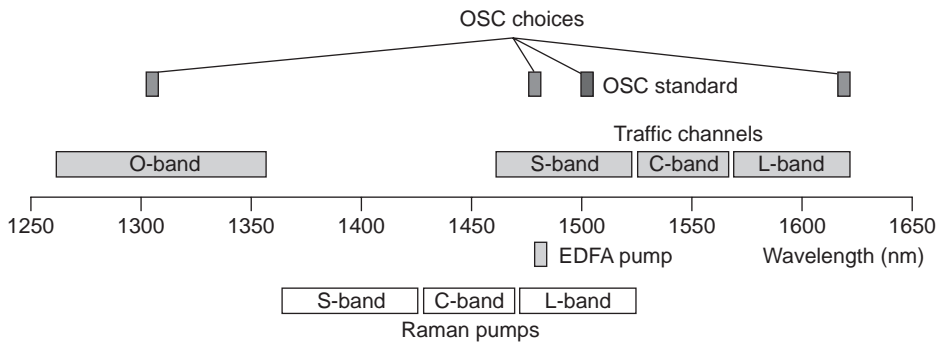 OSC choices
OSC standard
Traffic channels
O-band S-band C-band L-band
1250 1300 1350 1400 1450 1500 1550 1600 1650
EDFA pump Wavelength (nm)
S-band C-band L-band
Raman pumps